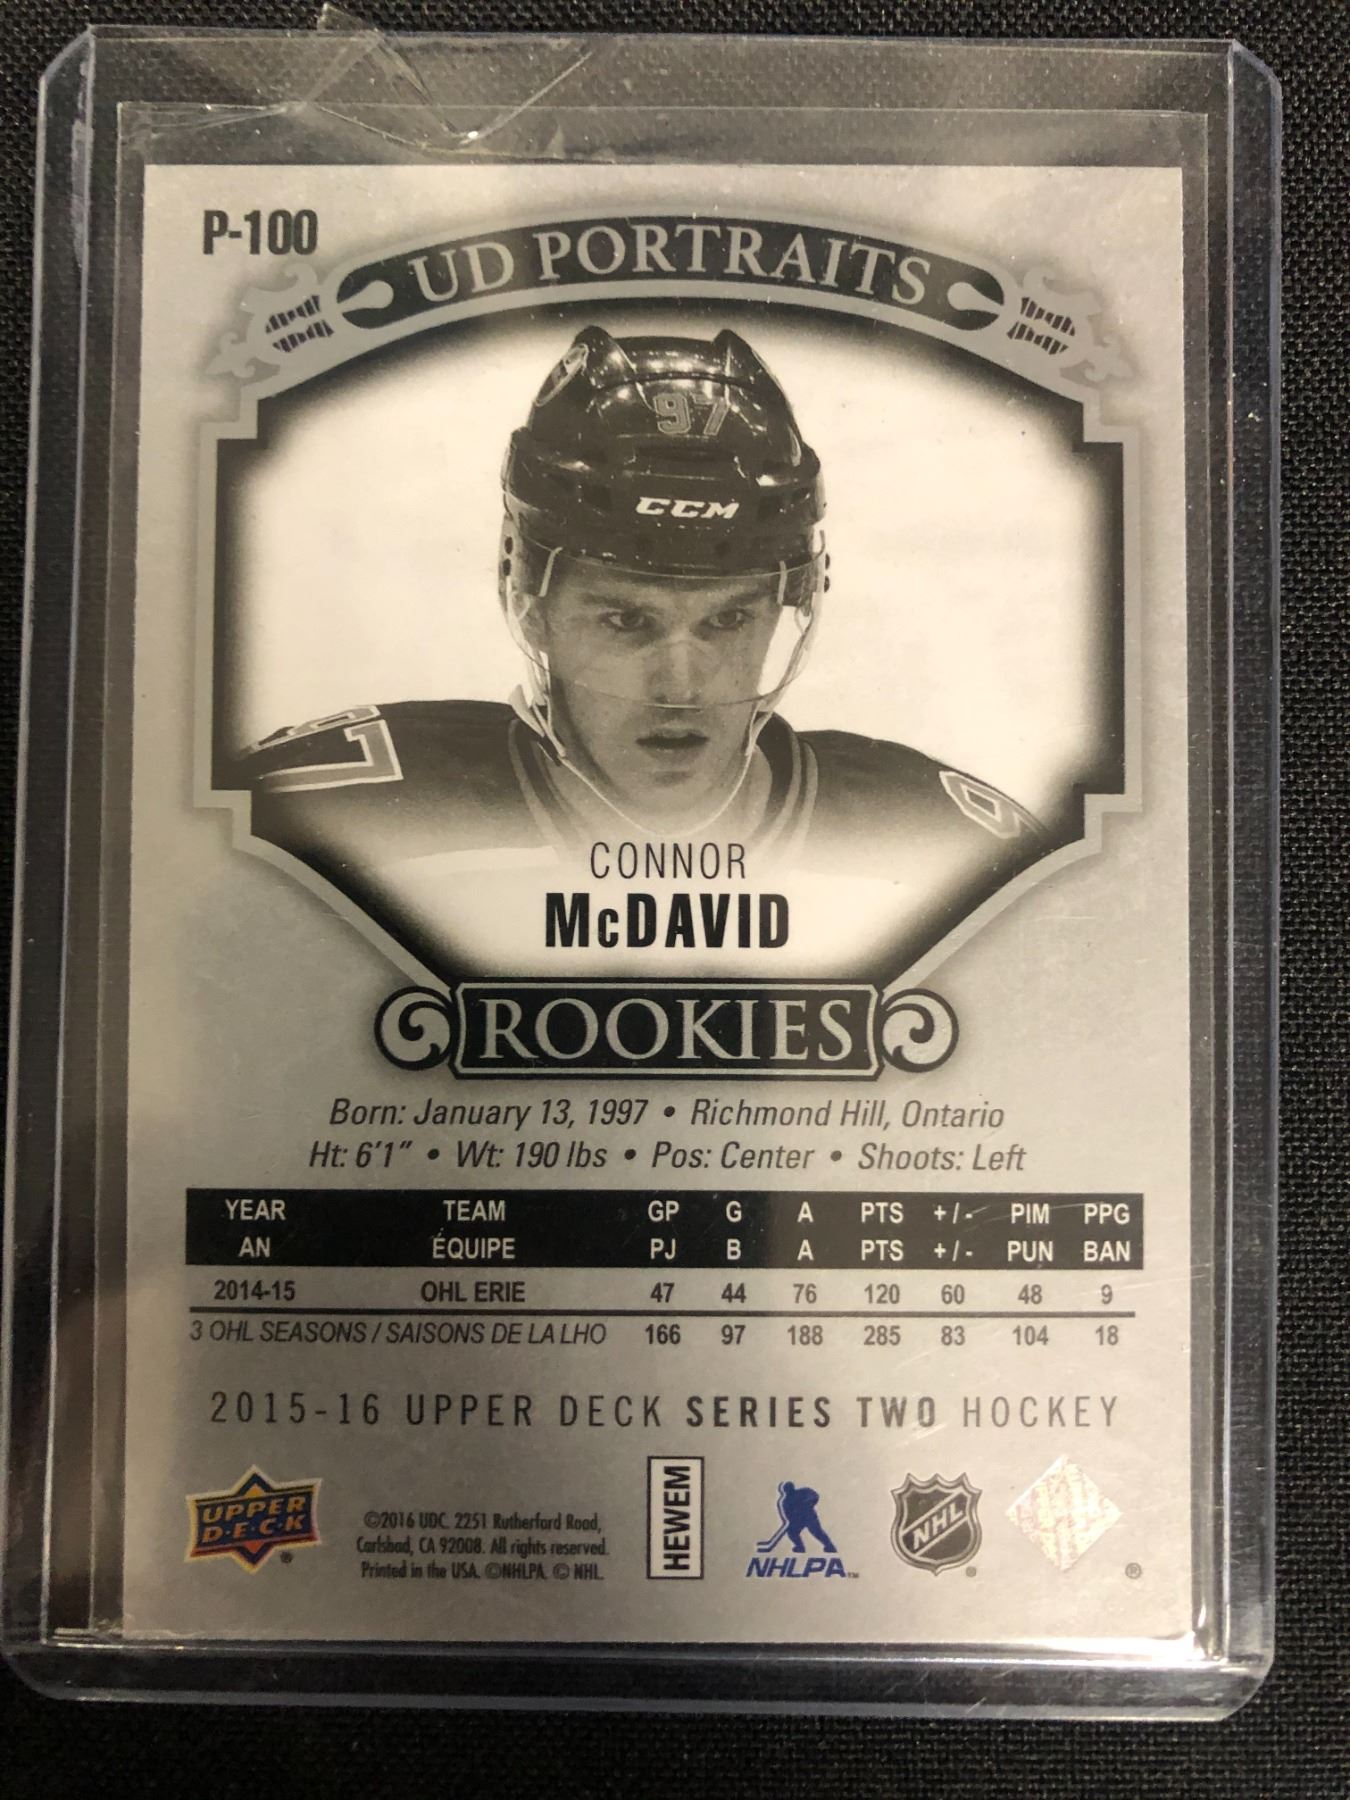 P-100
UD PORTRAITS
97
CCM
97
9
CONNOR
McDAVID
ROOKIES
Born: January 13, 1997 • Richmond Hill, Ontario
Ht: 6'1" • Wt: 190 lbs • Pos: Center • Shoots: Left
YEAR TEAM GP G A PTS +/- PIM PPG
AN ÉQUIPE PJ B A PTS +/- PUN BAN
2014-15 OHL ERIE 47 44 76 120 60 48 9
3 OHL SEASONS / SAISONS DE LA LHO 166 97 188 285 83 104 18
2015-16 UPPER DECK SERIES TWO HOCKEY
UPPER
D•E•C•K
®
©2016 UDC. 2251 Rutherford Road,
Carlsbad, CA 92008. All rights reserved.
Printed in the USA. ©NHLPA. © NHL.
HEWEM
NHLPA™
NHL
®
®